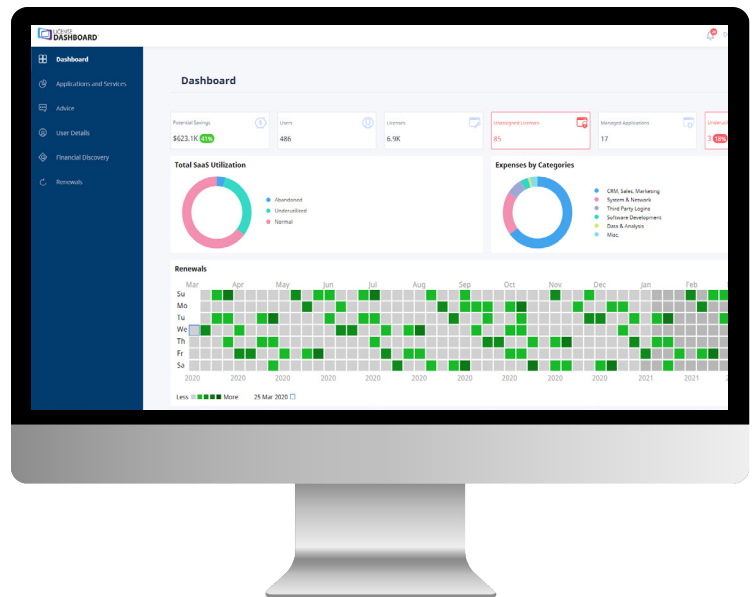 LICENSE
DASHBOARD
Dashboard
Applications and Services
Advice
User Details
Financial Discovery
Renewals
Dashboard
Potential Savings
$623.1K 41%
Users
486
Licenses
6.9K
Unassigned Licenses
85
Managed Applications
17
3 18%
Total SaaS Utilization
Abandoned
Underutilized
Normal
Expenses by Categories
CRM, Sales, Marketing
System & Network
Third Party Logins
Software Development
Data & Analysis
Misc.
Renewals
Mar Apr May Jun Jul Aug Sep Oct Nov Dec Jan Feb
Su
Mo
Tu
We
Th
Fr
Sa
2020 2020 2020 2020 2020 2020 2020 2020 2020 2020 2021 2021 2
Less More 25 Mar 2020